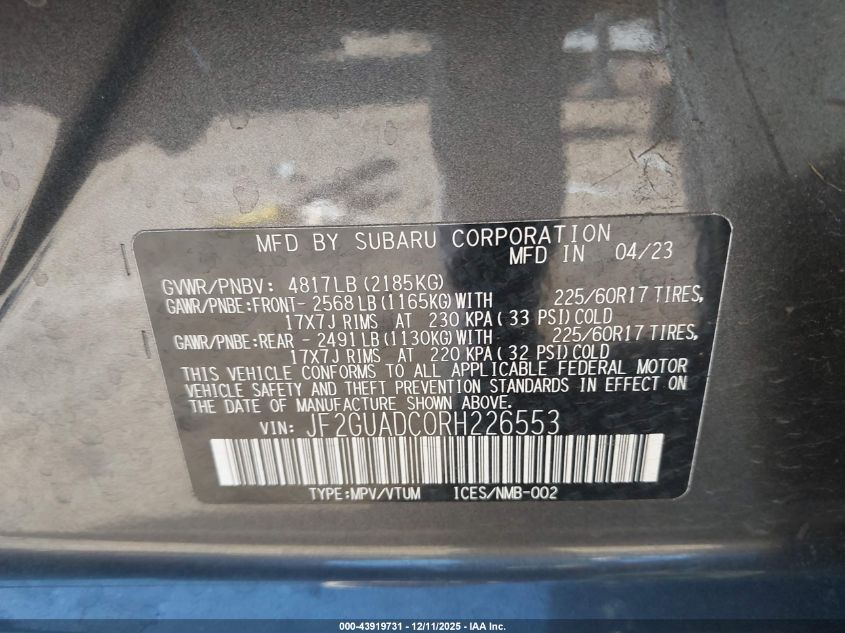 MFD BY SUBARU CORPORATION
MFD IN 04/23
GVWR/PNBV: 4817LB (2185KG)
GAWR/PNBE:FRONT- 2568 LB (1165KG) WITH 225/60R17 TIRES,
17X7J RIMS AT 230 KPA ( 33 PSI) COLD
GAWR/PNBE:REAR - 2491 LB (1130KG) WITH 225/60R17 TIRES,
17X7J RIMS AT 220 KPA ( 32 PSI) COLD
THIS VEHICLE CONFORMS TO ALL APPLICABLE FEDERAL MOTOR
VEHICLE SAFETY AND THEFT PREVENTION STANDARDS IN EFFECT ON
THE DATE OF MANUFACTURE SHOWN ABOVE.
VIN: JF2GUADC0RH226553
TYPE:MPV/VTUM ICES/NMB-002
000-43919731 - 12/11/2025 - IAA Inc.